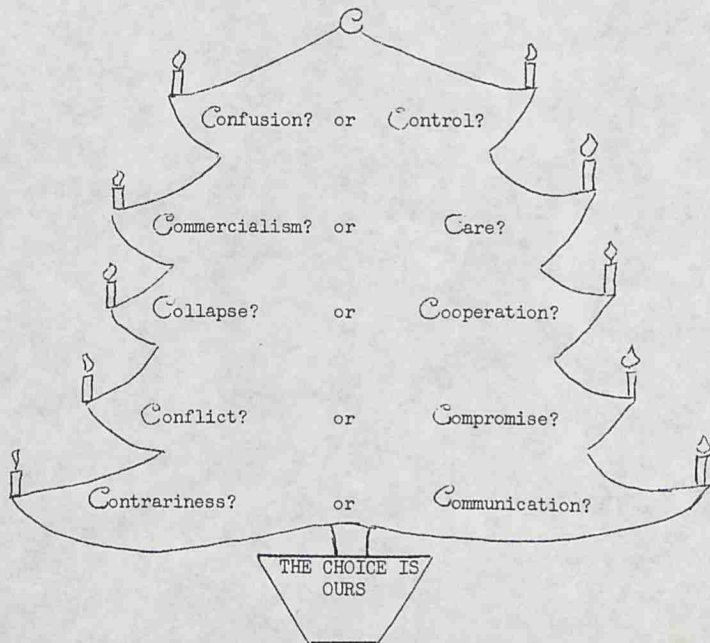 C
Confusion? or Control?
Commercialism? or Care?
Collapse? or Cooperation?
Conflict? or Compromise?
Contrariness? or Communication?
THE CHOICE IS
OURS